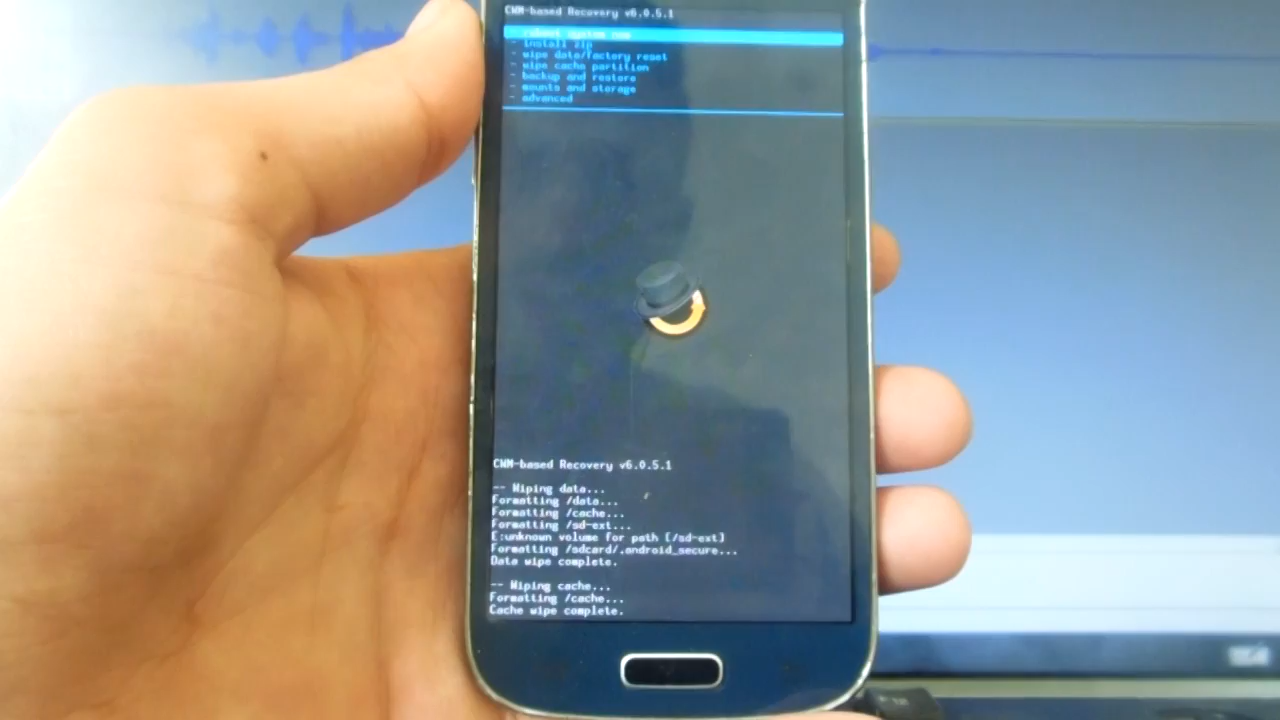 CWM-based Recovery v6.0.5.1
- reboot system now
- install zip
- wipe data/factory reset
- wipe cache partition
- backup and restore
- mounts and storage
- advanced
CWM-based Recovery v6.0.5.1
-- Wiping data...
Formatting /data...
Formatting /cache...
Formatting /sd-ext...
E:unknown volume for path [/sd-ext]
Formatting /sdcard/.android_secure...
Data wipe complete.
-- Wiping cache...
Formatting /cache...
Cache wipe complete.